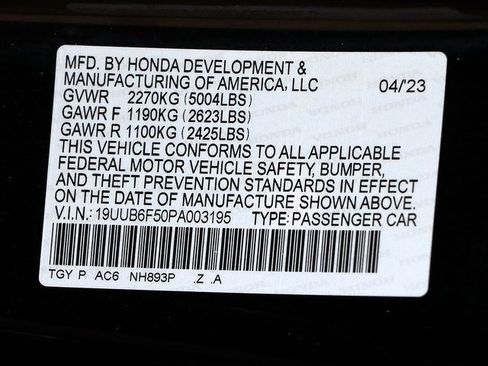 MFD. BY HONDA DEVELOPMENT &
MANUFACTURING OF AMERICA, LLC 04/'23
GVWR 2270KG (5004LBS)
GAWR F 1190KG (2623LBS)
GAWR R 1100KG (2425LBS)
THIS VEHICLE CONFORMS TO ALL APPLICABLE
FEDERAL MOTOR VEHICLE SAFETY, BUMPER,
AND THEFT PREVENTION STANDARDS IN EFFECT
ON THE DATE OF MANUFACTURE SHOWN ABOVE.
V.I.N.: 19UUB6F50PA003195 TYPE: PASSENGER CAR
TGY P AC6 NH893P .Z .A